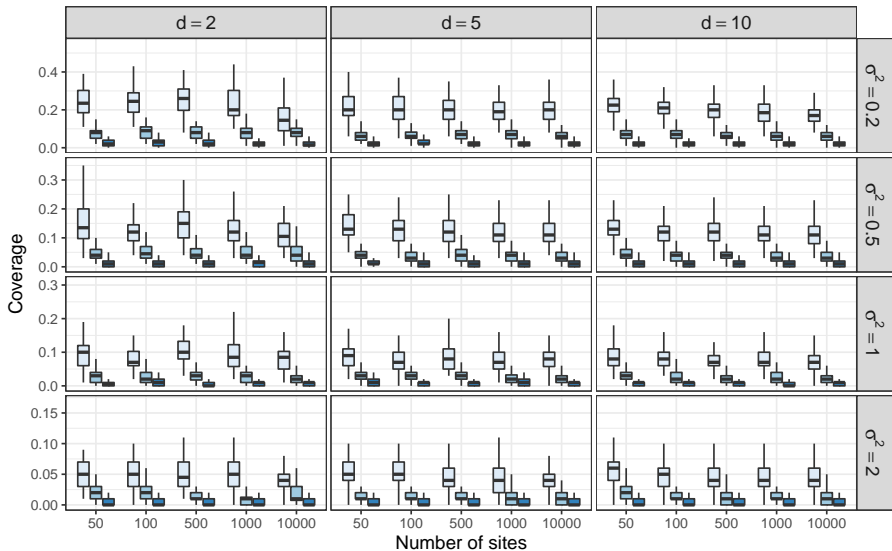 d = 2
d = 5
d = 10
0.4
0.2
0.0
σ² = 0.2
0.3
0.2
0.1
0.0
σ² = 0.5
0.3
0.2
0.1
0.0
σ² = 1
0.15
0.10
0.05
0.00
σ² = 2
Coverage
50 100 500 1000 10000 50 100 500 1000 10000 50 100 500 1000 10000
Number of sites